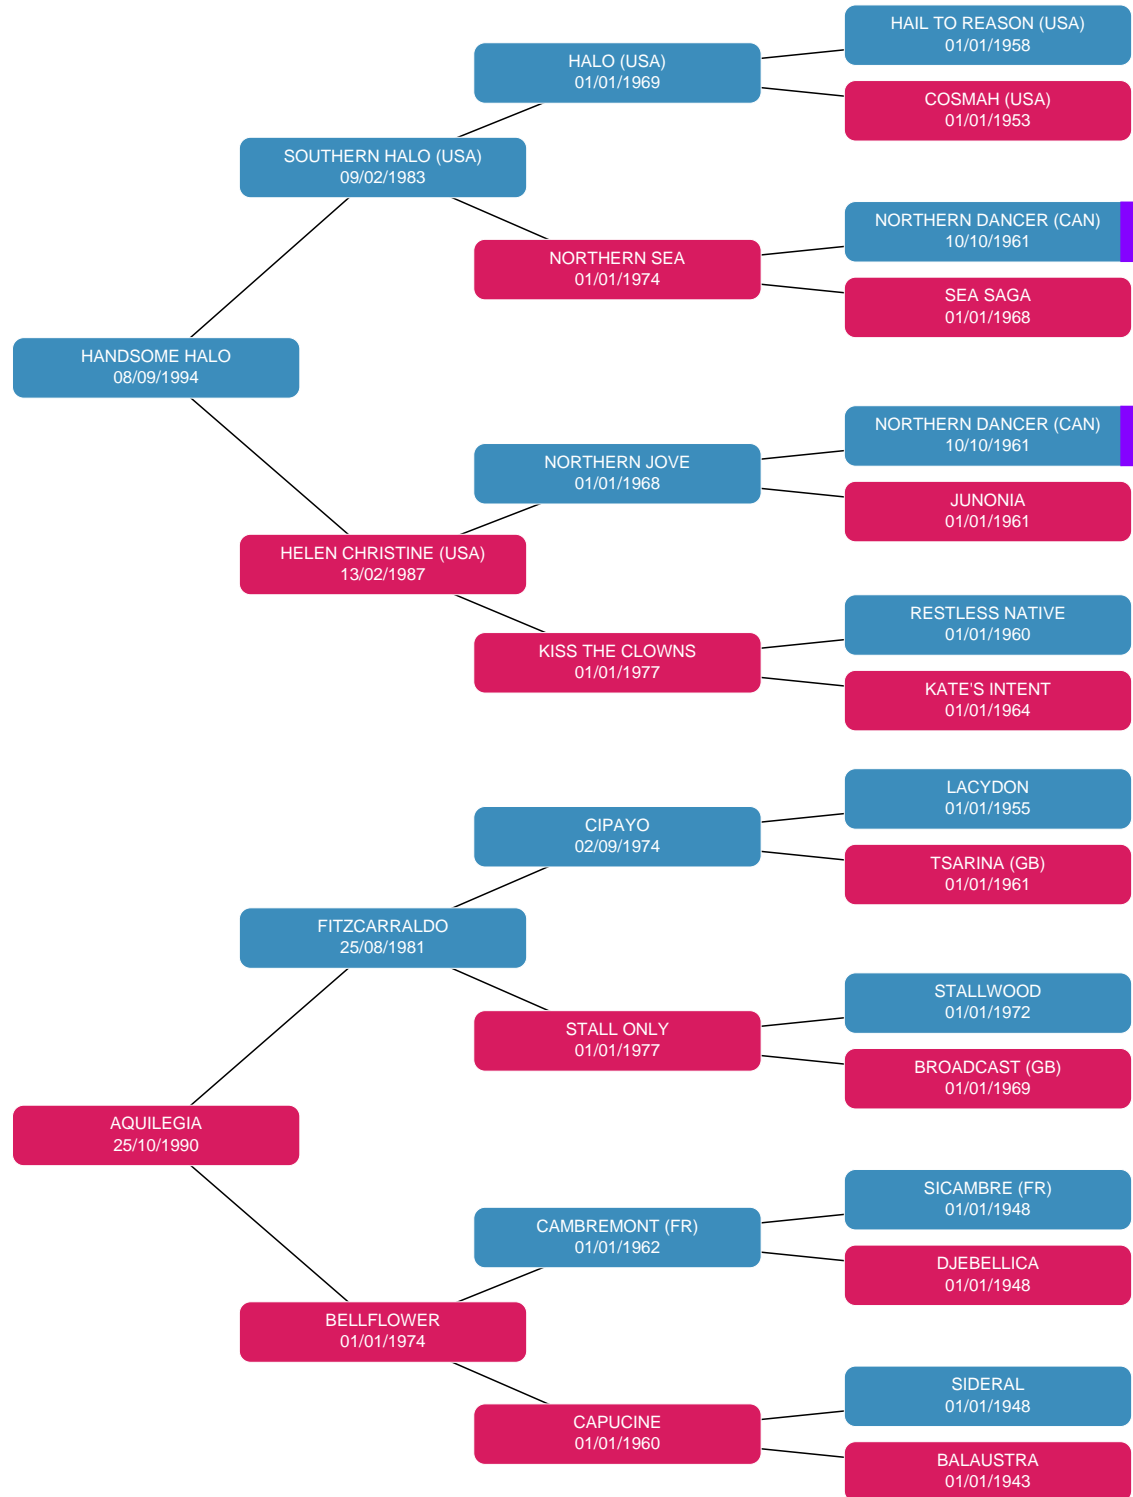 HAIL TO REASON (USA)
01/01/1958
HALO (USA)
01/01/1969
COSMAH (USA)
01/01/1953
SOUTHERN HALO (USA)
09/02/1983
NORTHERN DANCER (CAN)
10/10/1961
NORTHERN SEA
01/01/1974
SEA SAGA
01/01/1968
HANDSOME HALO
08/09/1994
NORTHERN DANCER (CAN)
10/10/1961
NORTHERN JOVE
01/01/1968
JUNONIA
01/01/1961
HELEN CHRISTINE (USA)
13/02/1987
RESTLESS NATIVE
01/01/1960
KISS THE CLOWNS
01/01/1977
KATE'S INTENT
01/01/1964
LACYDON
01/01/1955
CIPAYO
02/09/1974
TSARINA (GB)
01/01/1961
FITZCARRALDO
25/08/1981
STALLWOOD
01/01/1972
STALL ONLY
01/01/1977
BROADCAST (GB)
01/01/1969
AQUILEGIA
25/10/1990
SICAMBRE (FR)
01/01/1948
CAMBREMONT (FR)
01/01/1962
DJEBELLICA
01/01/1948
BELLFLOWER
01/01/1974
SIDERAL
01/01/1948
CAPUCINE
01/01/1960
BALAUSTRA
01/01/1943